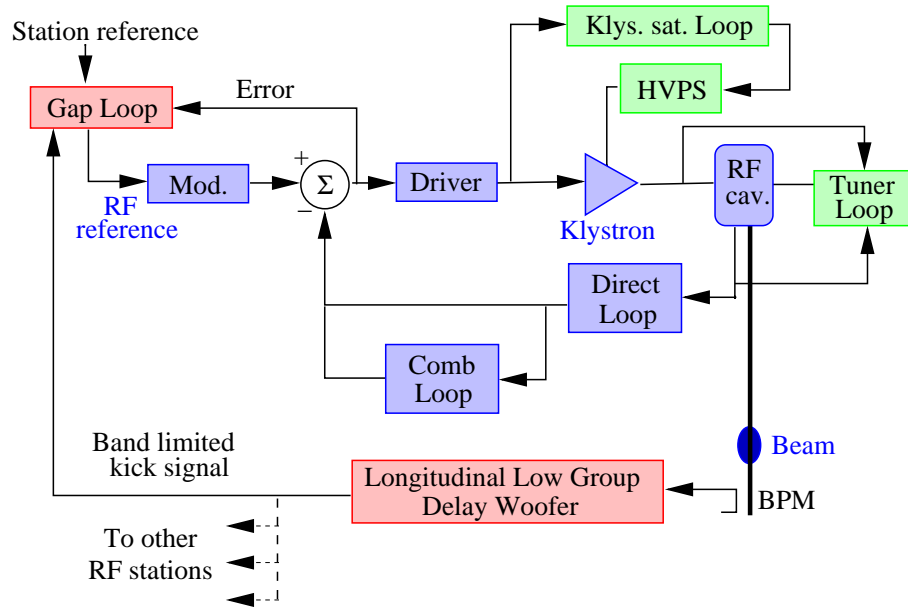 Station reference
Klys. sat. Loop
HVPS
Gap Loop
Error
+
Mod.
Σ
−
Driver
RF
cav.
Tuner
Loop
RF
reference
Klystron
Direct
Loop
Comb
Loop
Band limited
kick signal
Beam
Longitudinal Low Group
Delay Woofer
BPM
To other
RF stations